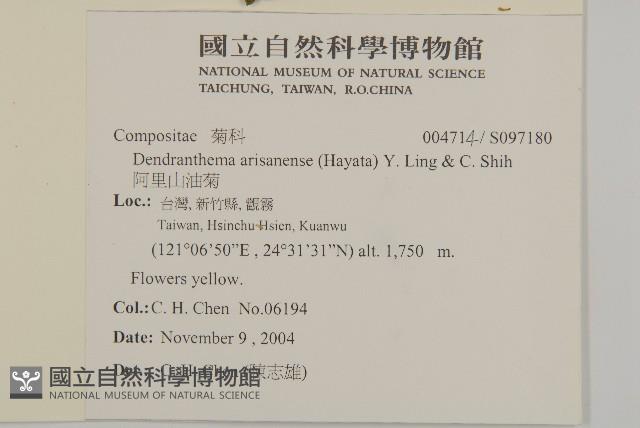 國立自然科學博物館
NATIONAL MUSEUM OF NATURAL SCIENCE
TAICHUNG, TAIWAN, R.O.CHINA
Compositae 菊科 004714/ S097180
Dendranthema arisanense (Hayata) Y. Ling & C. Shih
阿里山油菊
Loc.: 台灣, 新竹縣, 觀霧
Taiwan, Hsinchu Hsien, Kuanwu
(121°06'50”E , 24°31'31”N) alt. 1,750 m.
Flowers yellow.
Col.: C. H. Chen No.06194
Date: November 9 , 2004
陳志雄)
國立自然科學博物館
NATIONAL MUSEUM OF NATURAL SCIENCE